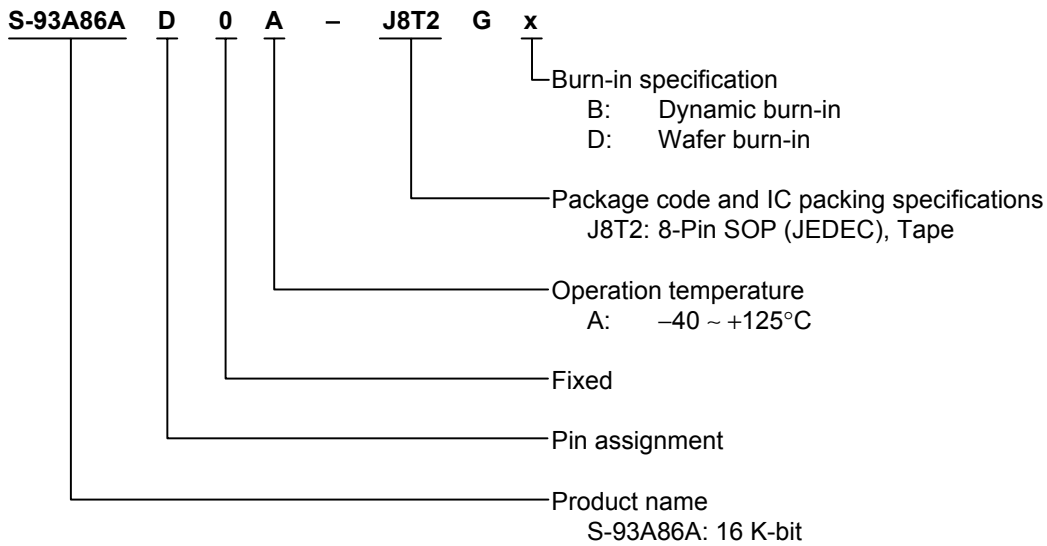 S-93A86A D 0 A – J8T2 G x
Burn-in specification
B: Dynamic burn-in
D: Wafer burn-in
Package code and IC packing specifications
J8T2: 8-Pin SOP (JEDEC), Tape
Operation temperature
A: −40 ~ +125°C
Fixed
Pin assignment
Product name
S-93A86A: 16 K-bit